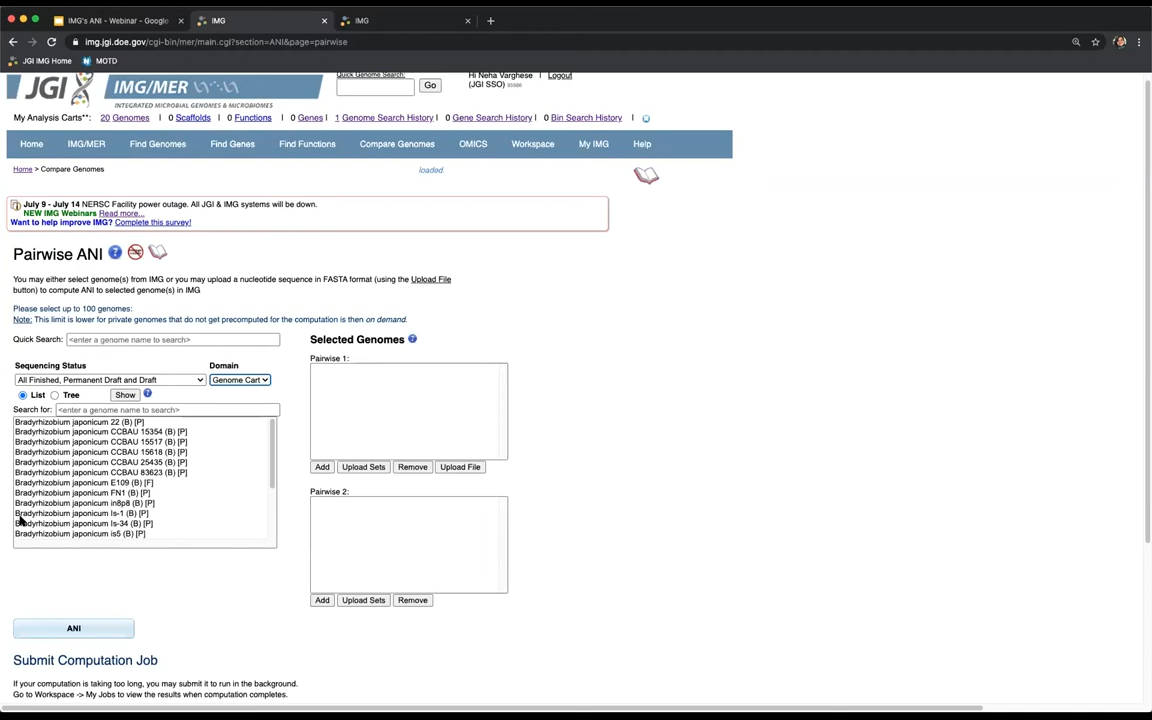 IMG's ANI - Webinar - Google
IMG
IMG
img.jgi.doe.gov/cgi-bin/mer/main.cgi?section=ANI&page=pairwise
JGI IMG Home
MOTD
JGI
IMG/MER
INTEGRATED MICROBIAL GENOMES & MICROBIOMES
Quick Genome Search:
Go
Hi Neha Varghese | Logout
(JGI SSO)
My Analysis Carts**: 20 Genomes | 0 Scaffolds | 0 Functions | 0 Genes | 1 Genome Search History | 0 Gene Search History | 0 Bin Search History |
Home IMG/MER Find Genomes Find Genes Find Functions Compare Genomes OMICS Workspace My IMG Help
Home > Compare Genomes
loaded.
July 9 - July 14 NERSC Facility power outage. All JGI & IMG systems will be down.
NEW IMG Webinars Read more...
Want to help improve IMG? Complete this survey!
Pairwise ANI
You may either select genome(s) from IMG or you may upload a nucleotide sequence in FASTA format (using the Upload File
button) to compute ANI to selected genome(s) in IMG
Please select up to 100 genomes:
Note: This limit is lower for private genomes that do not get precomputed for the computation is then on demand.
Quick Search: <enter a genome name to search>
Sequencing Status
Domain
All Finished, Permanent Draft and Draft
Genome Cart
List
Tree
Show
Search for: <enter a genome name to search>
Bradyrhizobium japonicum 22 (B) [P]
Bradyrhizobium japonicum CCBAU 15354 (B) [P]
Bradyrhizobium japonicum CCBAU 15517 (B) [P]
Bradyrhizobium japonicum CCBAU 15618 (B) [P]
Bradyrhizobium japonicum CCBAU 25435 (B) [P]
Bradyrhizobium japonicum CCBAU 83623 (B) [P]
Bradyrhizobium japonicum E109 (B) [F]
Bradyrhizobium japonicum FN1 (B) [P]
Bradyrhizobium japonicum in8p8 (B) [P]
Bradyrhizobium japonicum Is-1 (B) [P]
Bradyrhizobium japonicum Is-34 (B) [P]
Bradyrhizobium japonicum is5 (B) [P]
Selected Genomes
Pairwise 1:
Add
Upload Sets
Remove
Upload File
Pairwise 2:
Add
Upload Sets
Remove
ANI
Submit Computation Job
If your computation is taking too long, you may submit it to run in the background.
Go to Workspace -> My Jobs to view the results when computation completes.